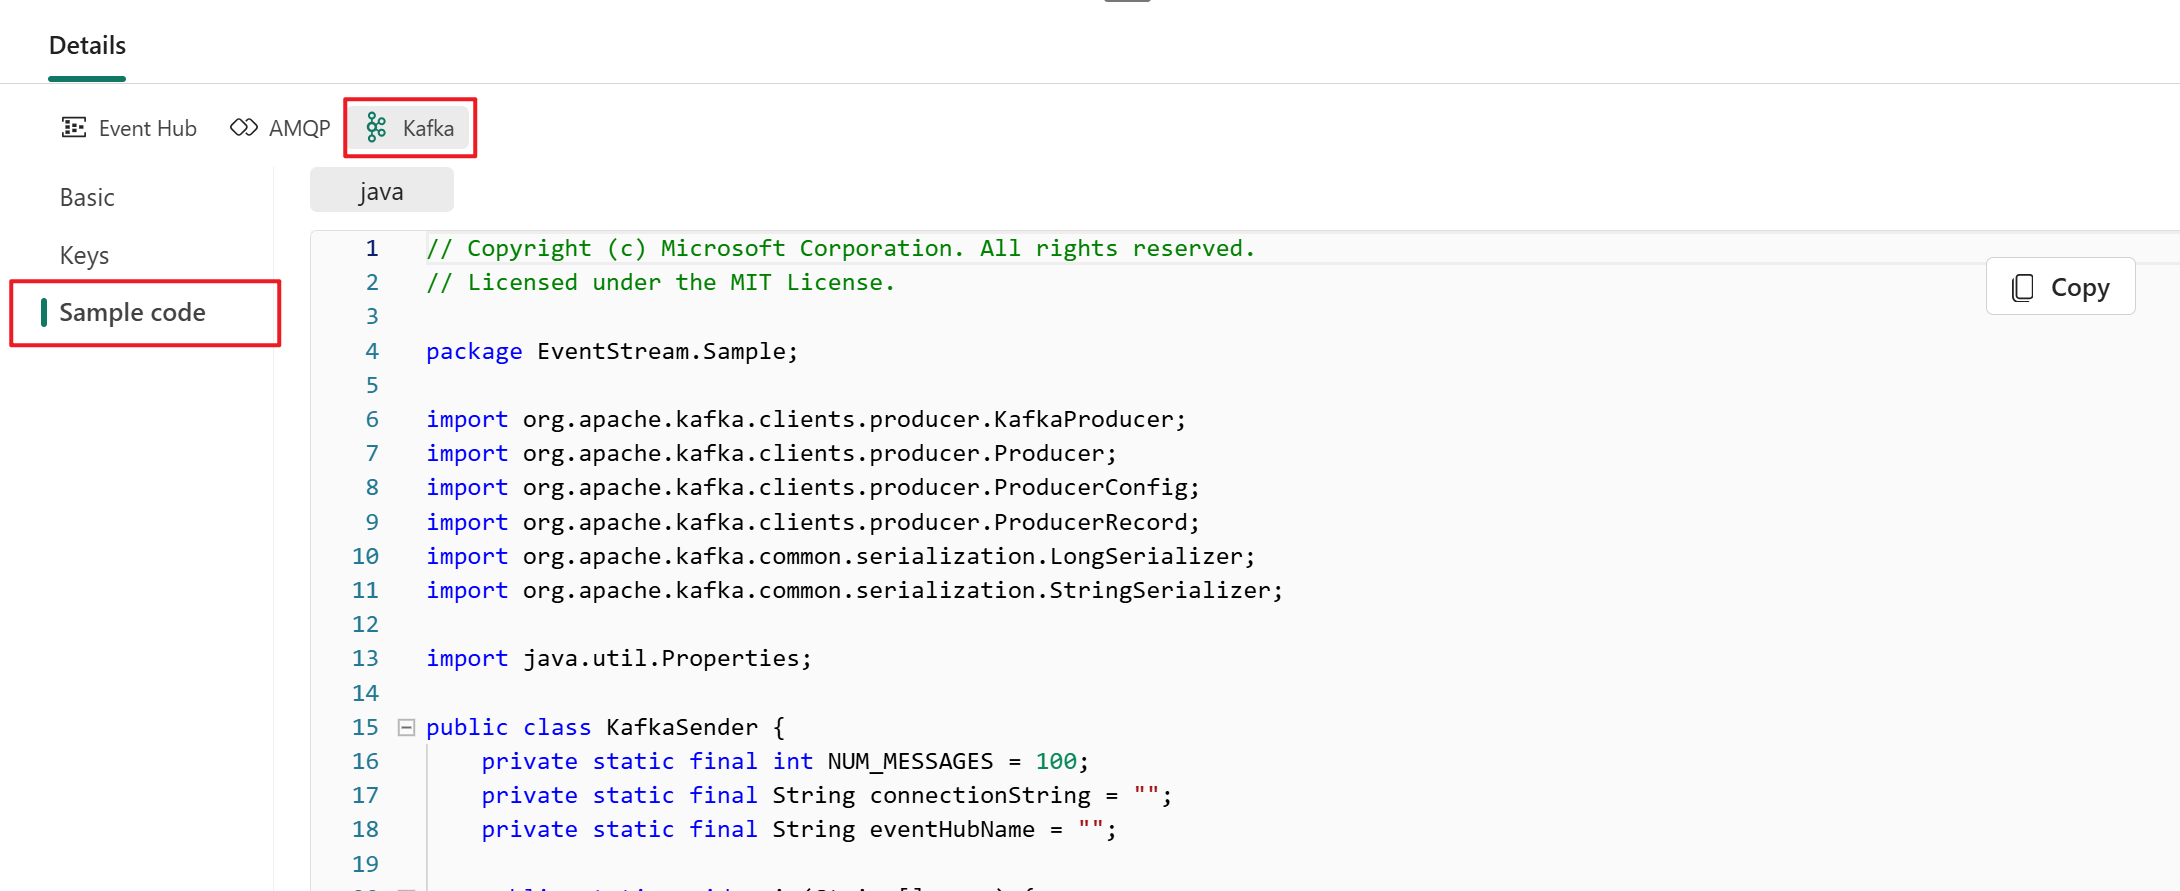 Details
Event Hub AMQP Kafka
Basic
Keys
Sample code
java
Copy
1 // Copyright (c) Microsoft Corporation. All rights reserved.
2 // Licensed under the MIT License.
3
4 package EventStream.Sample;
5
6 import org.apache.kafka.clients.producer.KafkaProducer;
7 import org.apache.kafka.clients.producer.Producer;
8 import org.apache.kafka.clients.producer.ProducerConfig;
9 import org.apache.kafka.clients.producer.ProducerRecord;
10 import org.apache.kafka.common.serialization.LongSerializer;
11 import org.apache.kafka.common.serialization.StringSerializer;
12
13 import java.util.Properties;
14
15 public class KafkaSender {
16     private static final int NUM_MESSAGES = 100;
17     private static final String connectionString = "";
18     private static final String eventHubName = "";
19